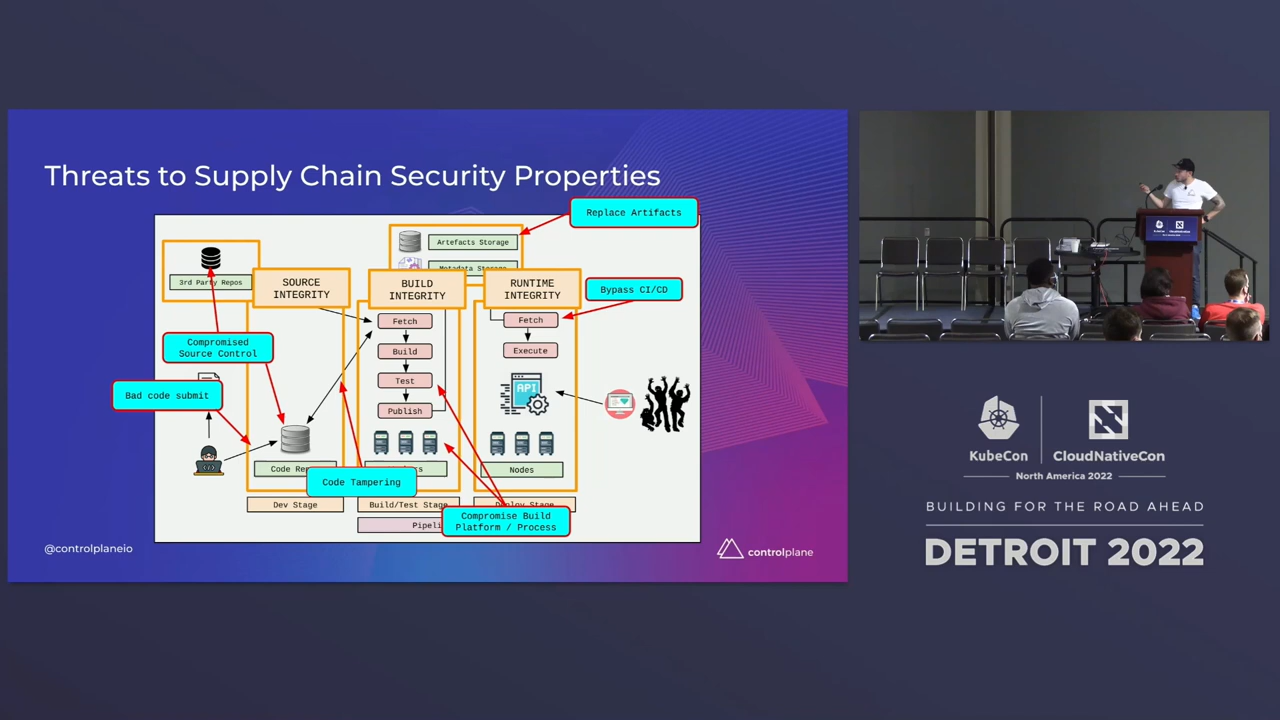 Threats to Supply Chain Security Properties
Replace Artifacts
Artefacts Storage
Metadata Storage
3rd Party Repos
SOURCE
INTEGRITY
BUILD
INTEGRITY
RUNTIME
INTEGRITY
Bypass CI/CD
Fetch
Fetch
Compromised
Source Control
Build
Execute
Test
API
Bad code submit
Publish
Code
Nodes
Code Tampering
Dev Stage
Build/Test Stage
Deploy Stage
Compromise Build
Platform / Process
@controlplaneio
controlplane
KubeCon
CloudNativeCon
North America 2022
BUILDING FOR THE ROAD AHEAD
DETROIT 2022